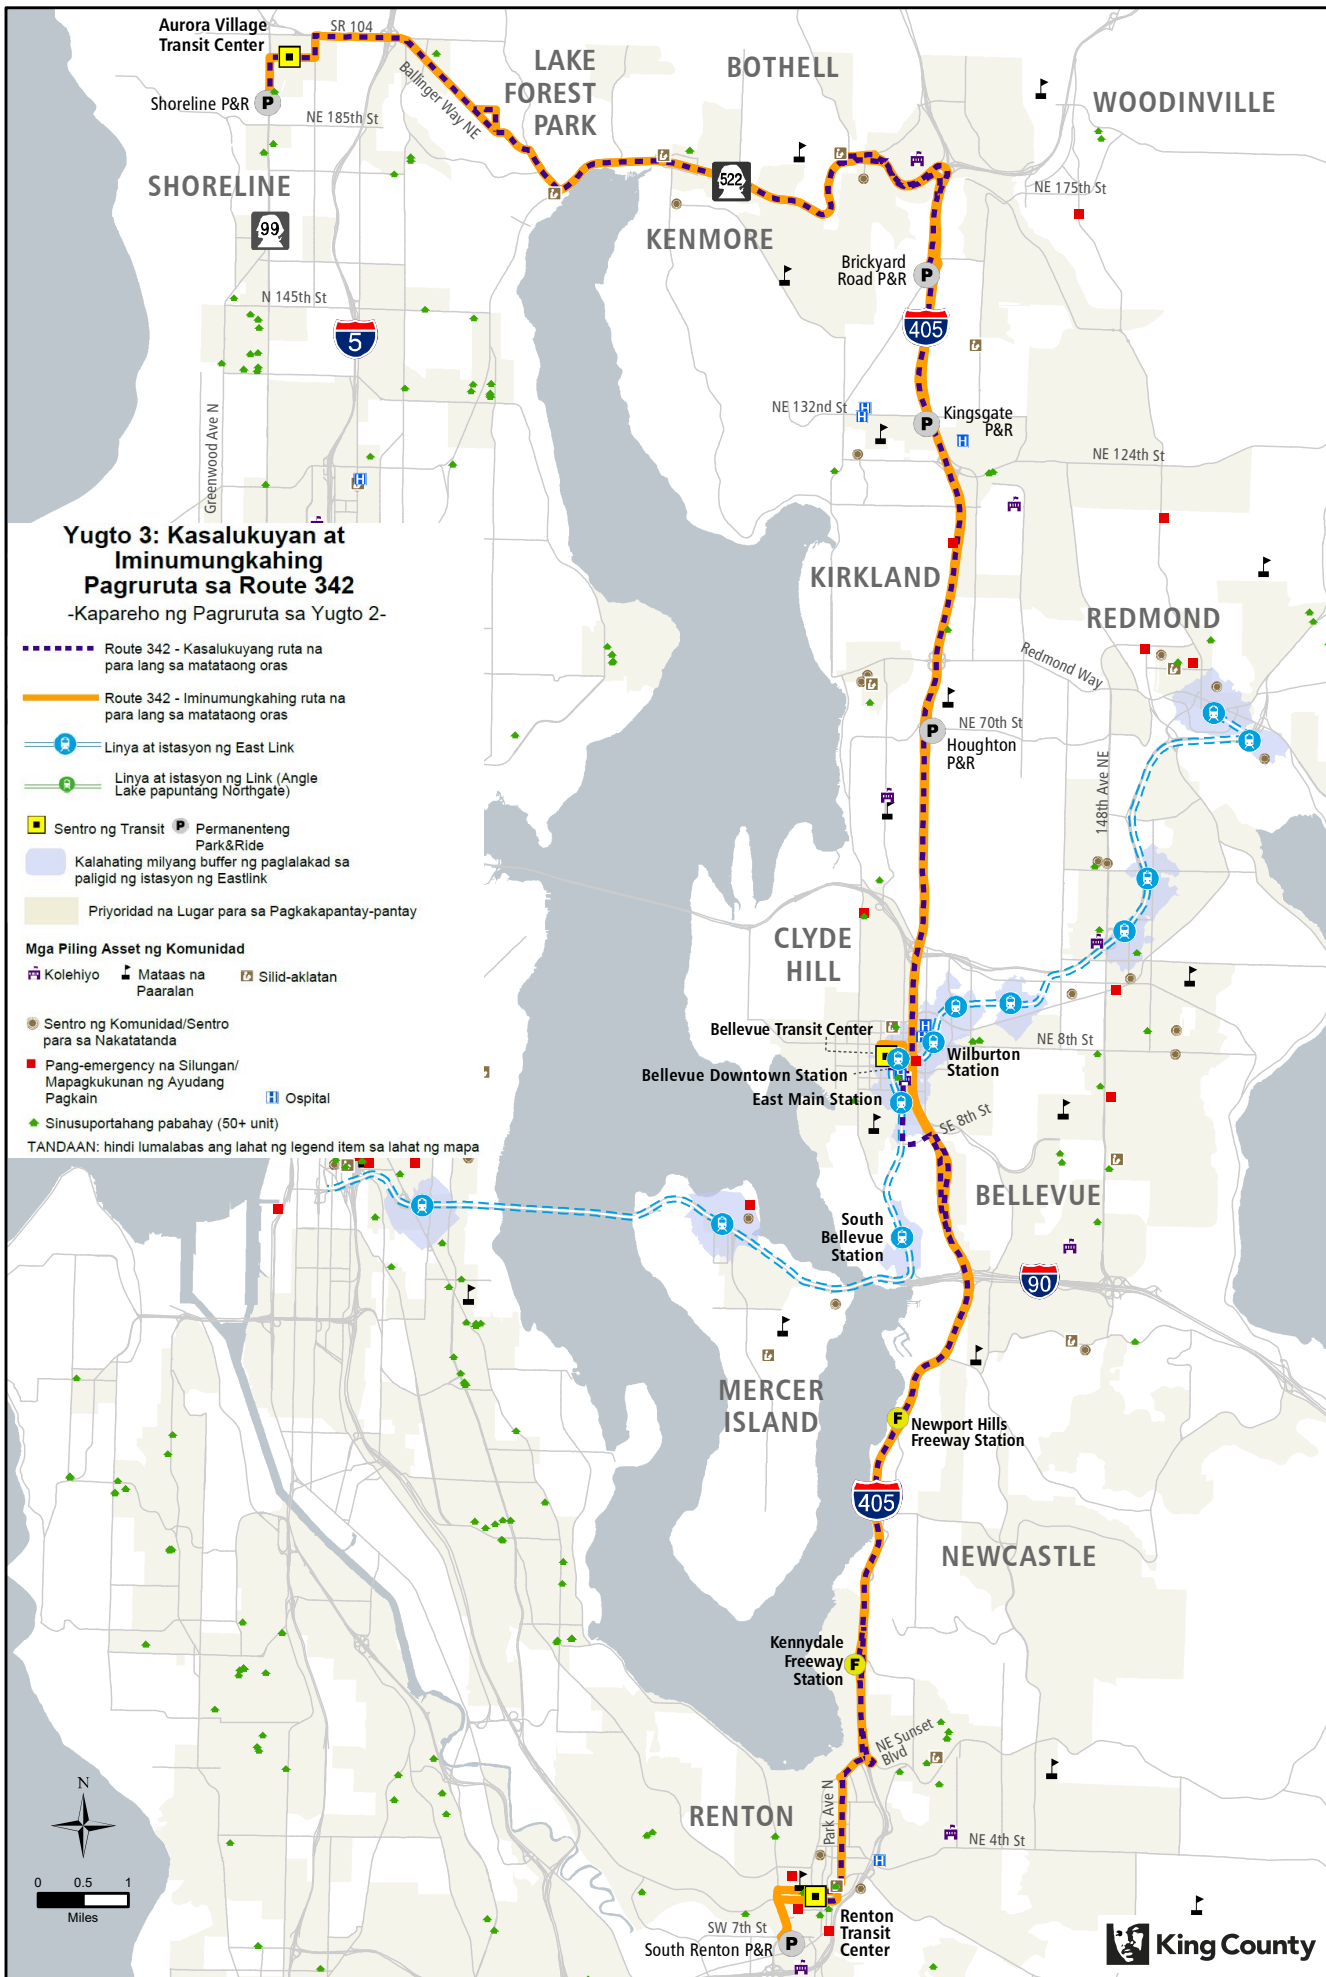 Aurora Village
Transit Center
SR 104
LAKE
FOREST
PARK
BOTHELL
WOODINVILLE
Shoreline P&R
P
NE 185th St
Ballinger Way NE
SHORELINE
99
522
NE 175th St
KENMORE
Brickyard
Road P&R
P
N 145th St
5
405
NE 132nd St
Kingsgate
P&R
P
NE 124th St
Greenwood Ave N
Yugto 3: Kasalukuyan at
Iminumungkahing
Pagruruta sa Route 342
-Kapareho ng Pagruruta sa Yugto 2-
Route 342 - Kasalukuyang ruta na
para lang sa matataong oras
Route 342 - Iminumungkahing ruta na
para lang sa matataong oras
Linya at istasyon ng East Link
Linya at istasyon ng Link (Angle
Lake papuntang Northgate)
Sentro ng Transit
P Permanenteng
Park&Ride
Kalahating milyang buffer ng paglalakad sa
paligid ng istasyon ng Eastlink
Priyoridad na Lugar para sa Pagkakapantay-pantay
Mga Piling Asset ng Komunidad
Kolehiyo
Mataas na
Paaralan
Silid-aklatan
Sentro ng Komunidad/Sentro
para sa Nakatatanda
Pang-emergency na Silungan/
Mapagkukunan ng Ayudang
Pagkain
H Ospital
Sinusuportahang pabahay (50+ unit)
TANDAAN: hindi lumalabas ang lahat ng legend item sa lahat ng mapa
KIRKLAND
REDMOND
Redmond Way
NE 70th St
P
Houghton
P&R
148th Ave NE
CLYDE
HILL
Bellevue Transit Center
Bellevue Downtown Station
East Main Station
Wilburton
Station
NE 8th St
SE 8th St
BELLEVUE
South
Bellevue
Station
90
MERCER
ISLAND
F
Newport Hills
Freeway Station
405
NEWCASTLE
Kennydale
Freeway
Station
F
NE Sunset
Blvd
RENTON
Park Ave N
NE 4th St
SW 7th St
South Renton P&R
P
Renton
Transit
Center
N
0 0.5 1
Miles
King County